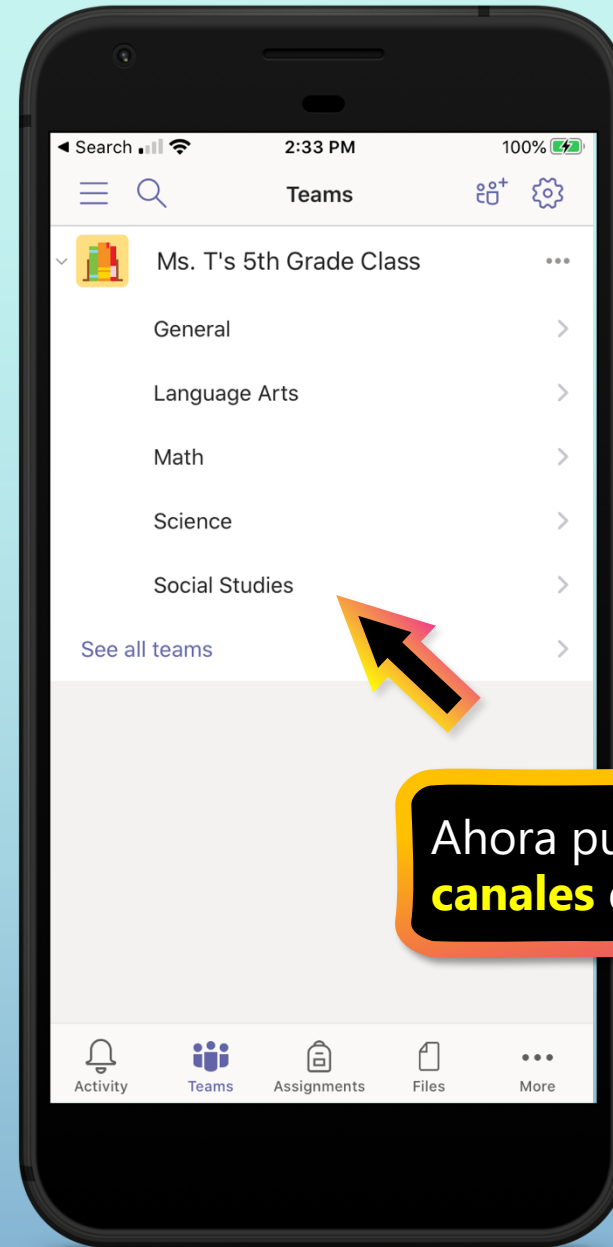 ◄ Search 2:33 PM 100%
Teams
Ms. T's 5th Grade Class
General
Language Arts
Math
Science
Social Studies
See all teams
Ahora
canales
Activity Teams Assignments Files More